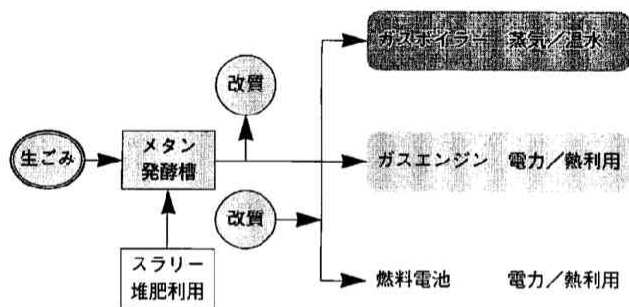 ガスボイラー 蒸気/温水
改質
生ごみ
メタン
発酵槽
ガスエンジン 電力/熱利用
改質
スラリー
堆肥利用
燃料電池 電力/熱利用